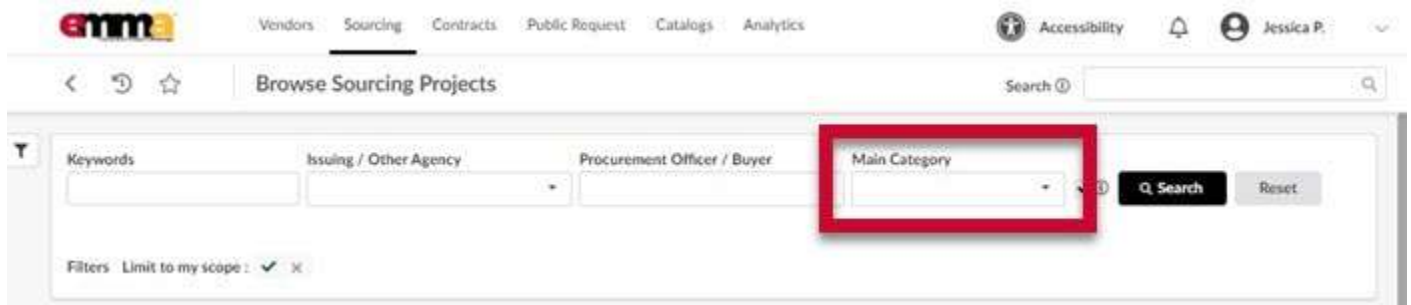 emma Vendors Sourcing Contracts Public Request Catalogs Analytics Accessibility Jessica P.
Browse Sourcing Projects Search
Keywords Issuing / Other Agency Procurement Officer / Buyer Main Category
Search Reset
Filters Limit to my scope :